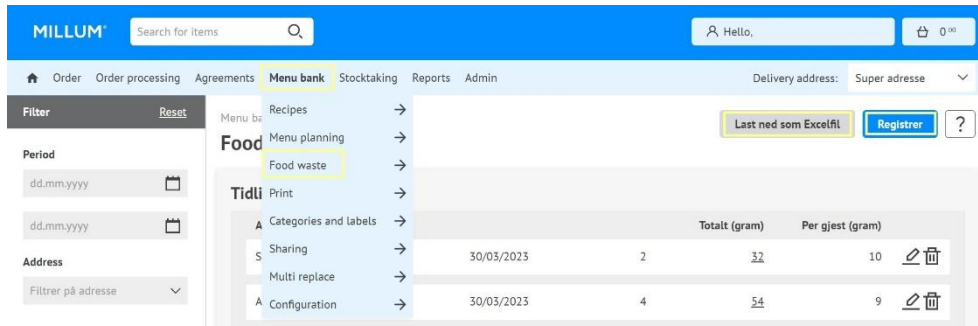 MILLUM Search for items Hello, 0 00
Order Order processing Agreements Menu bank Stocktaking Reports Admin Delivery address: Super adresse
Filter Reset
Period
dd.mm.yyyy
dd.mm.yyyy
Address
Filtrer på adresse
Menu ba
Food
Recipes
Menu planning
Food waste
Print
Categories and labels
Sharing
Multi replace
Configuration
Last ned som Excelfil Registrer ?
Tidli
A Totalt (gram) Per gjest (gram)
S 30/03/2023 2 32 10
A 30/03/2023 4 54 9